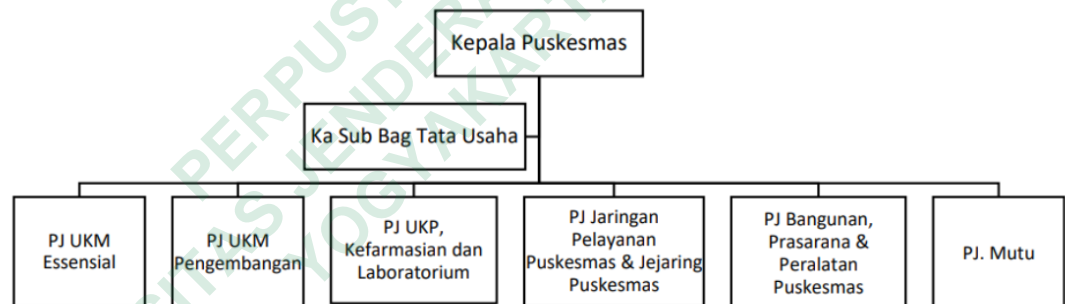 Kepala Puskesmas
Ka Sub Bag Tata Usaha
PJ UKM
Essensial
PJ UKM
Pengembangan
PJ UKP,
Kefarmasian dan
Laboratorium
PJ Jaringan
Pelayanan
Puskesmas & Jejaring
Puskesmas
PJ Bangunan,
Prasarana &
Peralatan
Puskesmas
PJ. Mutu